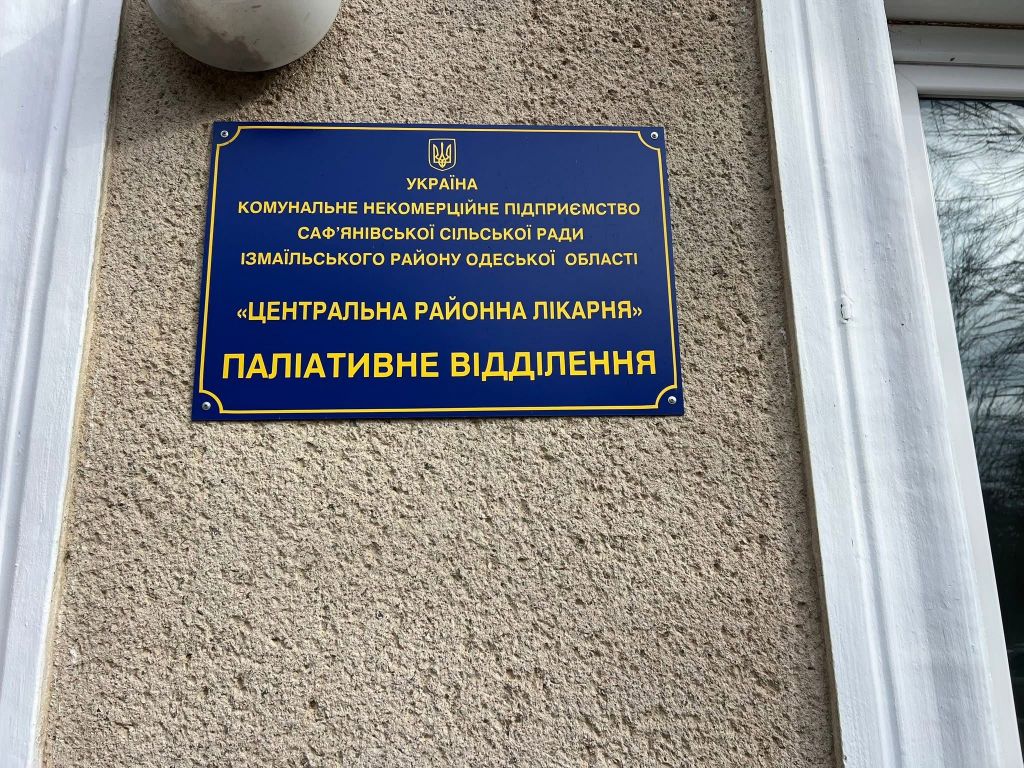 УКРАЇНА
КОМУНАЛЬНЕ НЕКОМЕРЦІЙНЕ ПІДПРИЄМСТВО
САФ'ЯНІВСЬКОЇ СІЛЬСЬКОЇ РАДИ
ІЗМАЇЛЬСЬКОГО РАЙОНУ ОДЕСЬКОЇ ОБЛАСТІ
«ЦЕНТРАЛЬНА РАЙОННА ЛІКАРНЯ»
ПАЛІАТИВНЕ ВІДДІЛЕННЯ